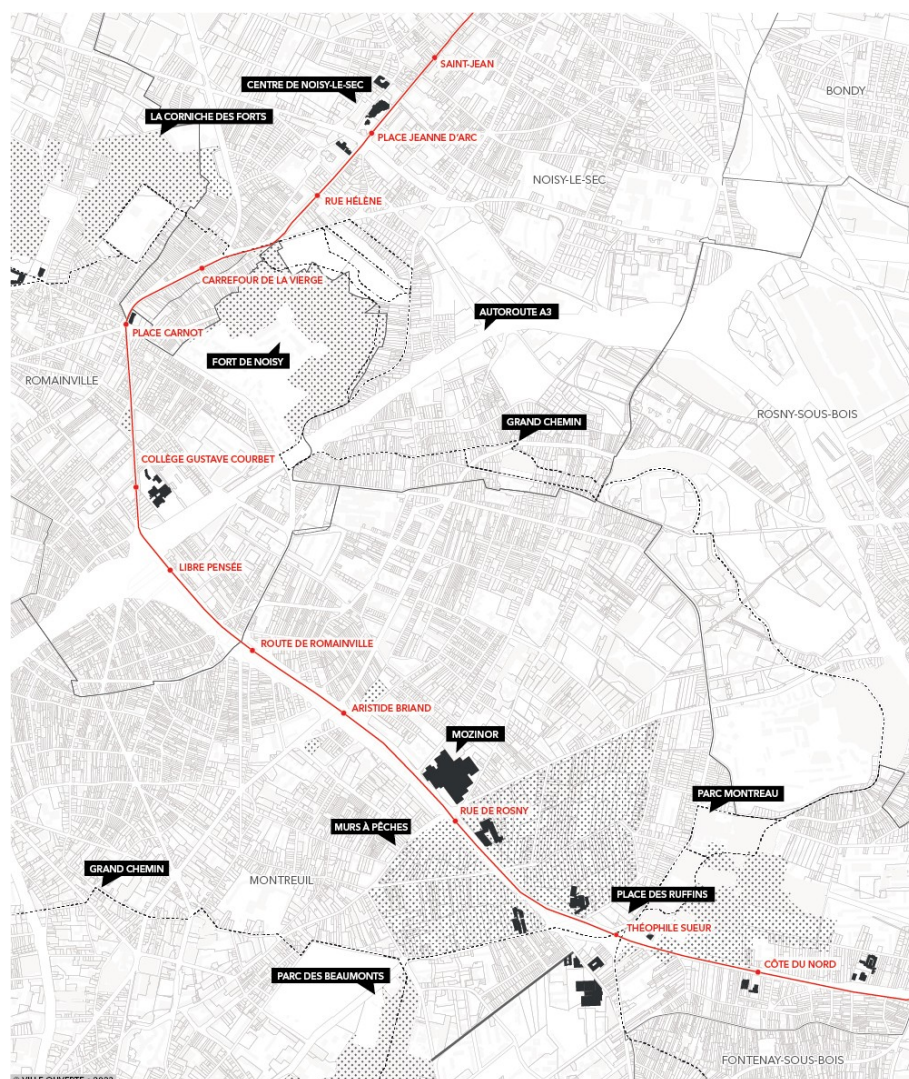 SAINT-JEAN
CENTRE DE NOISY-LE-SEC
BONDY
LA CORNICHE DES FORTS
PLACE JEANNE D'ARC
NOISY-LE-SEC
RUE HÉLÈNE
CARREFOUR DE LA VIERGE
AUTOROUTE A3
PLACE CARNOT
FORT DE NOISY
ROMAINVILLE
ROSNY-SOUS-BOIS
GRAND CHEMIN
COLLÈGE GUSTAVE COURBET
LIBRE PENSÉE
ROUTE DE ROMAINVILLE
ARISTIDE BRIAND
MOZINOR
PARC MONTREAU
RUE DE ROSNY
MURS À PÊCHES
GRAND CHEMIN
MONTREUIL
PLACE DES RUFFINS
THÉOPHILE SUEUR
CÔTE DU NORD
PARC DES BEAUMONTS
FONTENAY-SOUS-BOIS
© VILLE OUVERTE - 2022